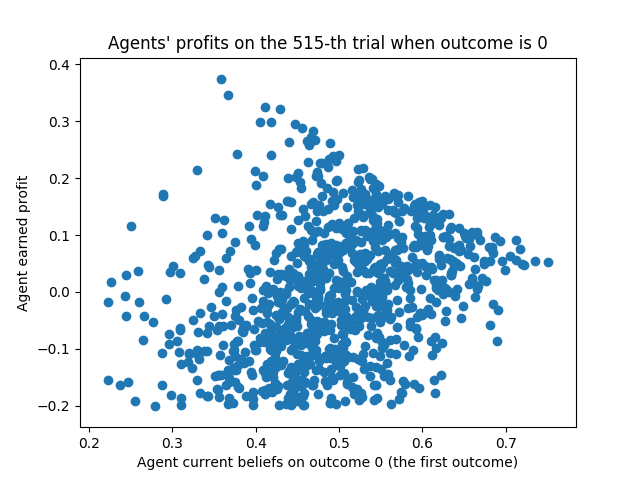 Agents' profits on the 515-th trial when outcome is 0
0.4
0.3
0.2
0.1
0.0
−0.1
−0.2
Agent earned profit
0.2 0.3 0.4 0.5 0.6 0.7
Agent current beliefs on outcome 0 (the first outcome)